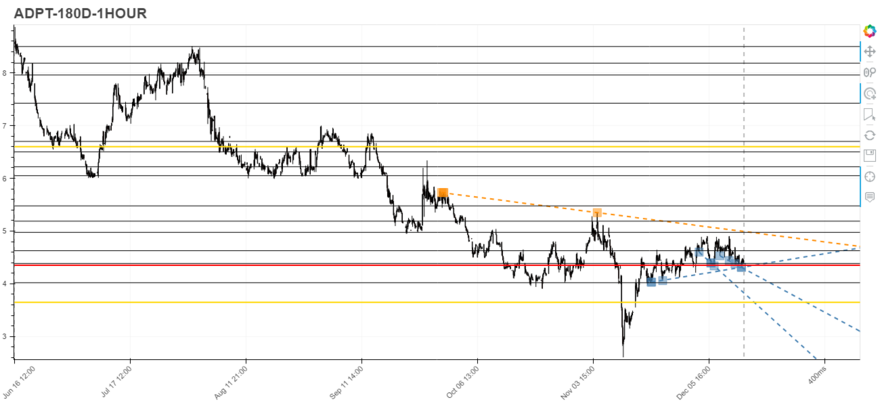 ADPT-180D-1HOUR
8
7
6
5
4
3
Jun 16 12:00
Jul 17 12:00
Aug 11 21:00
Sep 11 14:00
Oct 06 13:00
Nov 03 15:00
Dec 05 16:00
400ms